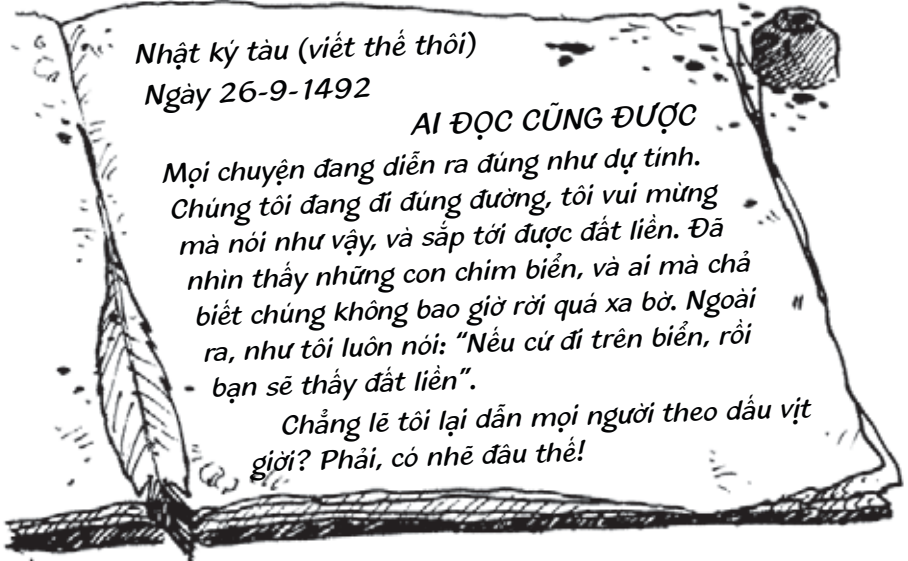 Nhật ký tàu (viết thế thôi)
Ngày 26-9-1492
AI ĐỌC CŨNG ĐƯỢC
Mọi chuyện đang diễn ra đúng như dự tính.
Chúng tôi đang đi đúng đường, tôi vui mừng
mà nói như vậy, và sắp tới được đất liền. Đã
nhìn thấy những con chim biển, và ai mà chả
biết chúng không bao giờ rời quá xa bờ. Ngoài
ra, như tôi luôn nói: “Nếu cứ đi trên biển, rồi
bạn sẽ thấy đất liền”.
Chẳng lẽ tôi lại dẫn mọi người theo dấu vịt
giời? Phải, có nhẽ đâu thế!